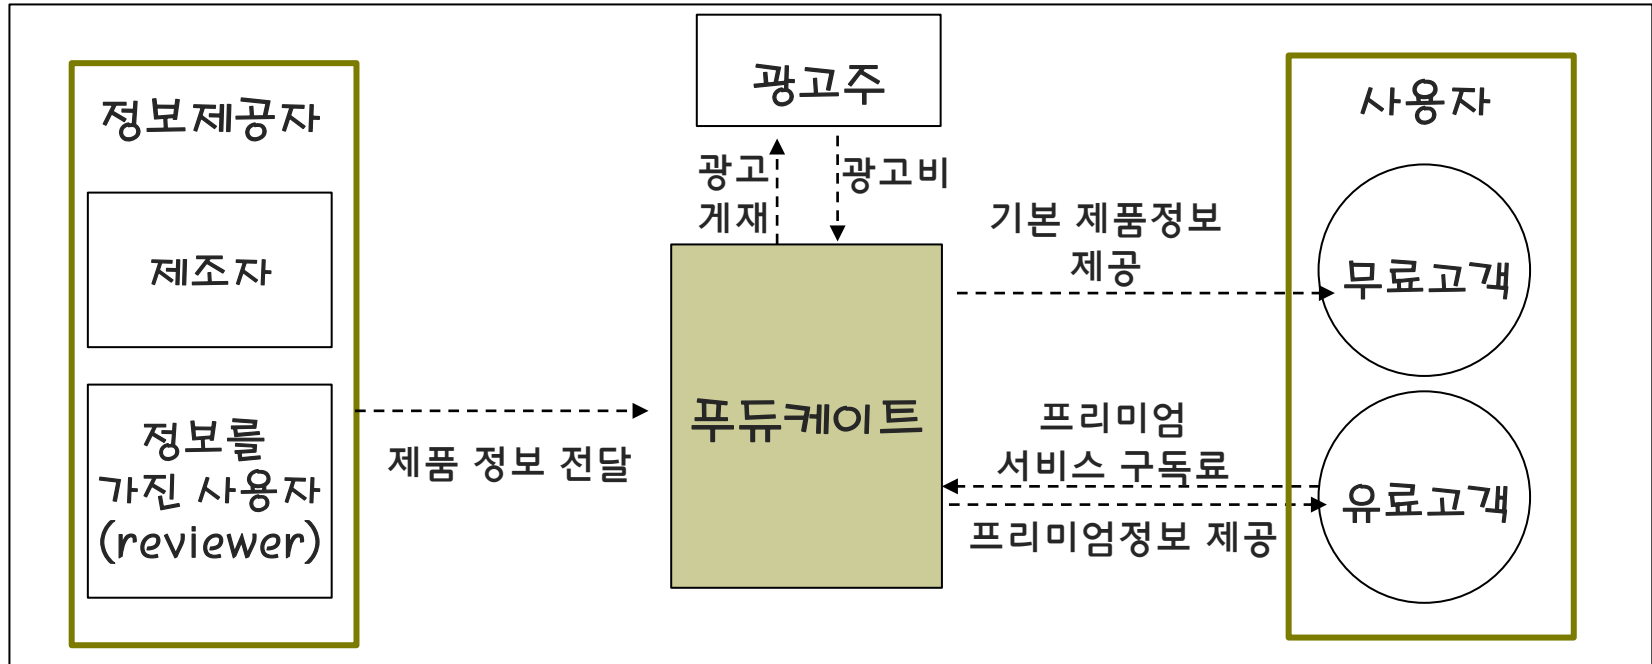 정보제공자
제조자
정보를
가진 사용자
(reviewer)
제품 정보 전달
광고주
광고
게재
광고비
푸듀케이트
기본 제품정보
제공
프리미엄
서비스 구독료
프리미엄정보 제공
사용자
무료고객
유료고객